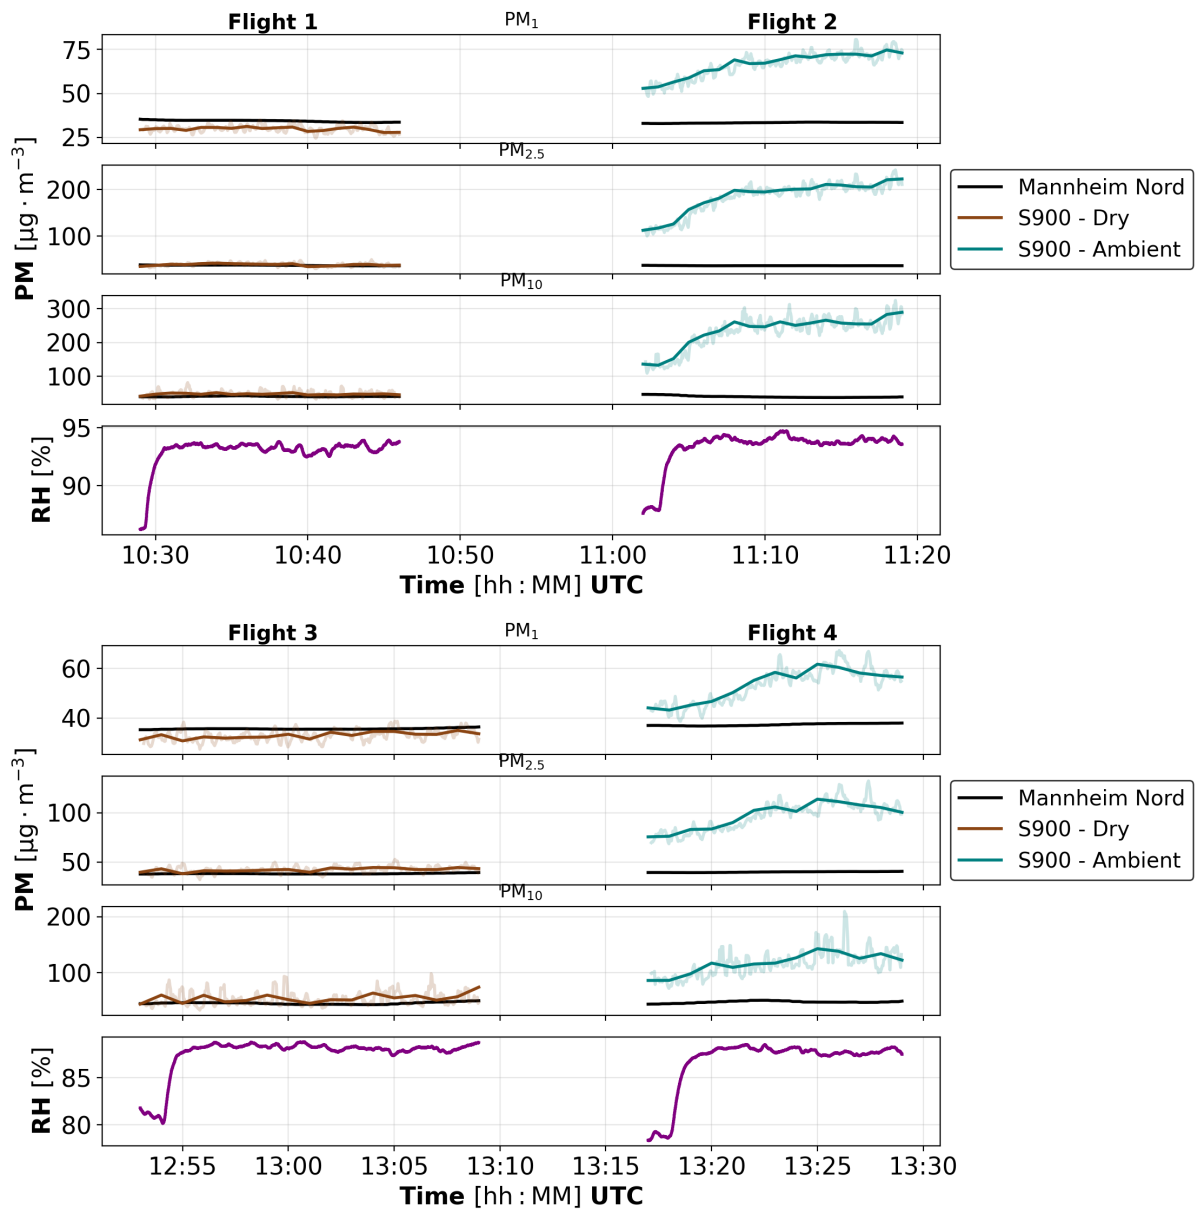 Flight 1 PM₁ Flight 2
75
50
25
PM₂.₅
200
100
PM₁₀
300
200
100
PM [µg · m⁻³]
Mannheim Nord
S900 - Dry
S900 - Ambient
95
90
RH [%]
10:30 10:40 10:50 11:00 11:10 11:20
Time [hh : MM] UTC
Flight 3 PM₁ Flight 4
60
40
PM₂.₅
100
50
PM₁₀
200
100
PM [µg · m⁻³]
Mannheim Nord
S900 - Dry
S900 - Ambient
85
80
RH [%]
12:55 13:00 13:05 13:10 13:15 13:20 13:25 13:30
Time [hh : MM] UTC